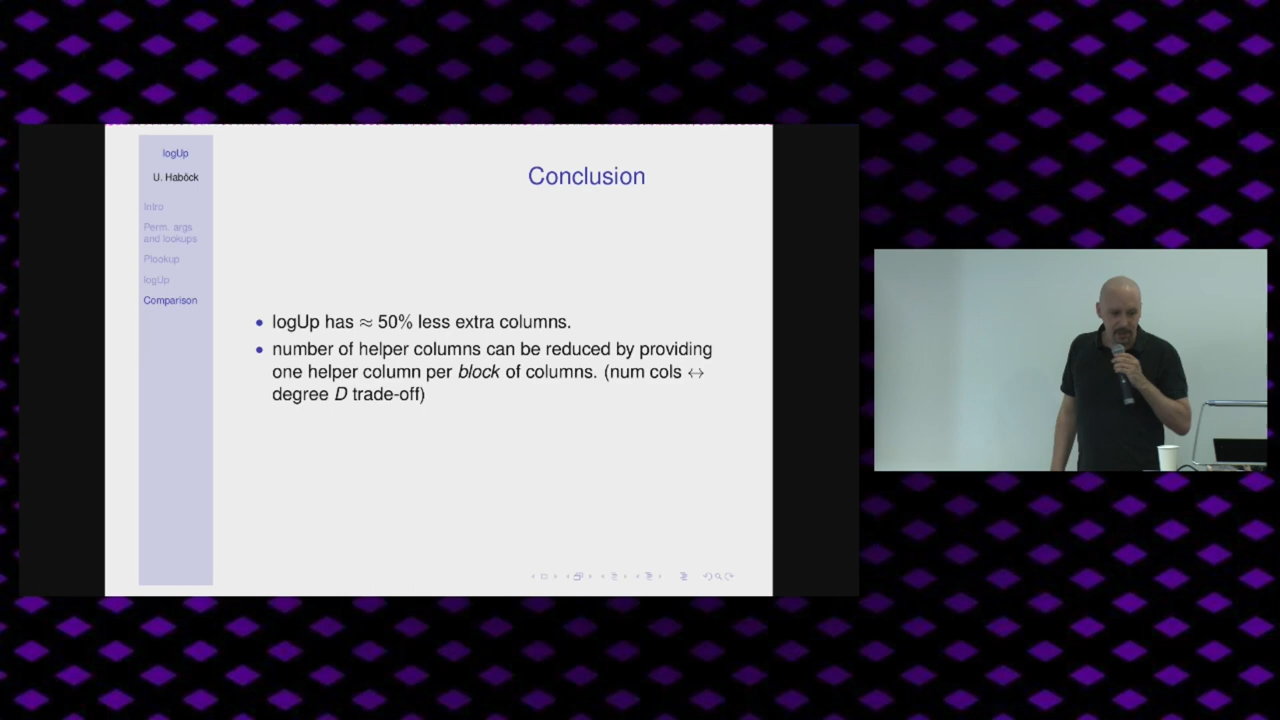 logUp
U. Haböck
Intro
Perm. args
and lookups
Plookup
logUp
Comparison
Conclusion
• logUp has ≈ 50% less extra columns.
• number of helper columns can be reduced by providing
one helper column per block of columns. (num cols ↔
degree D trade-off)